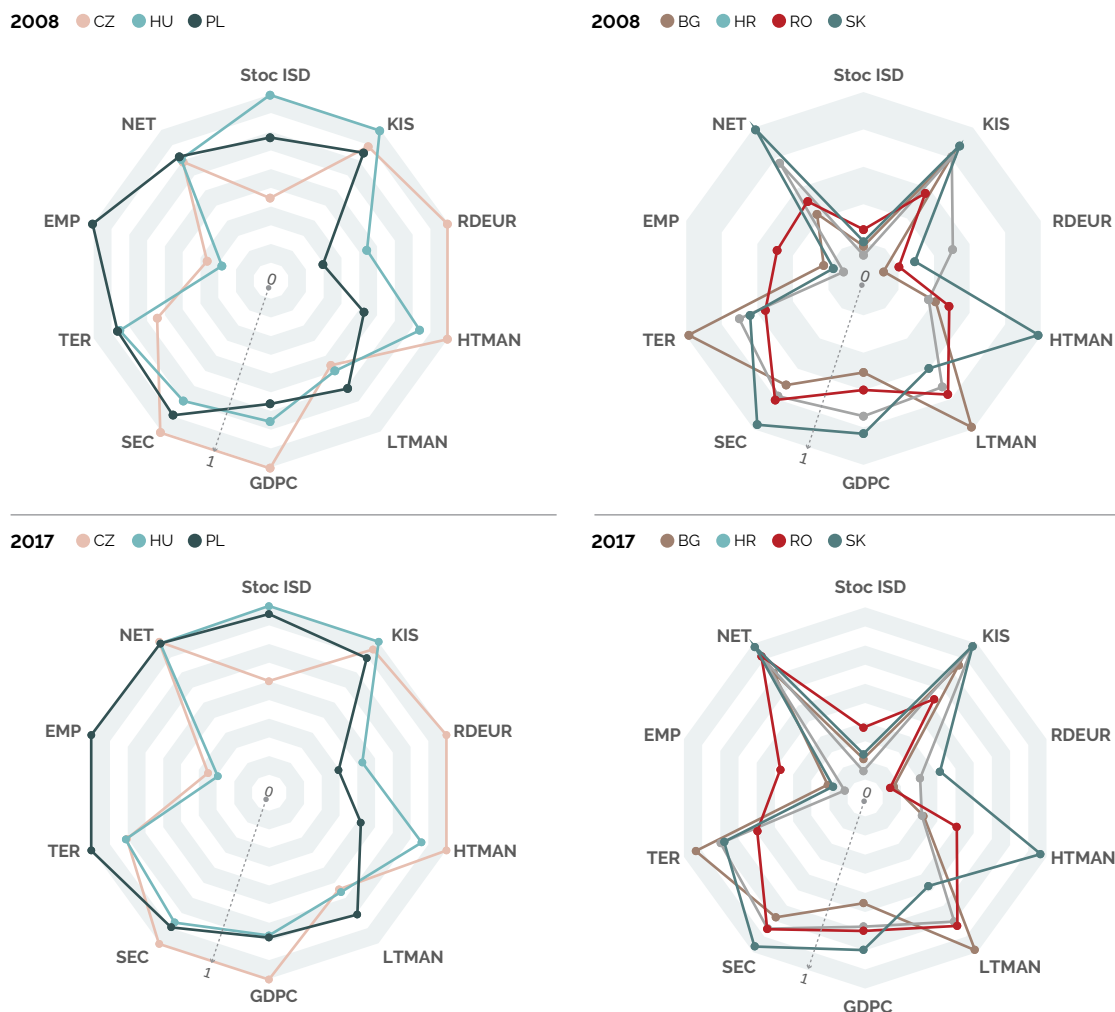 2008 CZ HU PL
Stoc ISD
KIS
RDEUR
HTMAN
LTMAN
GDPC
SEC
TER
EMP
NET
0
1
2008 BG HR RO SK
Stoc ISD
KIS
RDEUR
HTMAN
LTMAN
GDPC
SEC
TER
EMP
NET
0
1
2017 CZ HU PL
Stoc ISD
KIS
RDEUR
HTMAN
LTMAN
GDPC
SEC
TER
EMP
NET
0
1
2017 BG HR RO SK
Stoc ISD
KIS
RDEUR
HTMAN
LTMAN
GDPC
SEC
TER
EMP
NET
0
1